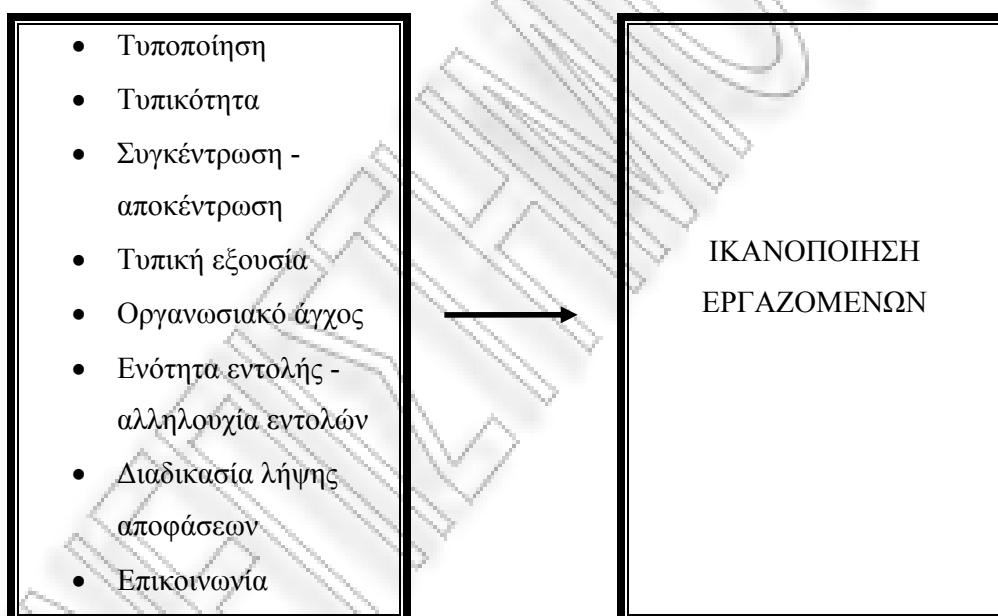 • Τυποποίηση
• Τυπικότητα
• Συγκέντρωση -
αποκέντρωση
• Τυπική εξουσία
• Οργανωσιακό άγχος
• Ενότητα εντολής -
αλληλουχία εντολών
• Διαδικασία λήψης
αποφάσεων
• Επικοινωνία
ΙΚΑΝΟΠΟΙΗΣΗ
ΕΡΓΑΖΟΜΕΝΩΝ